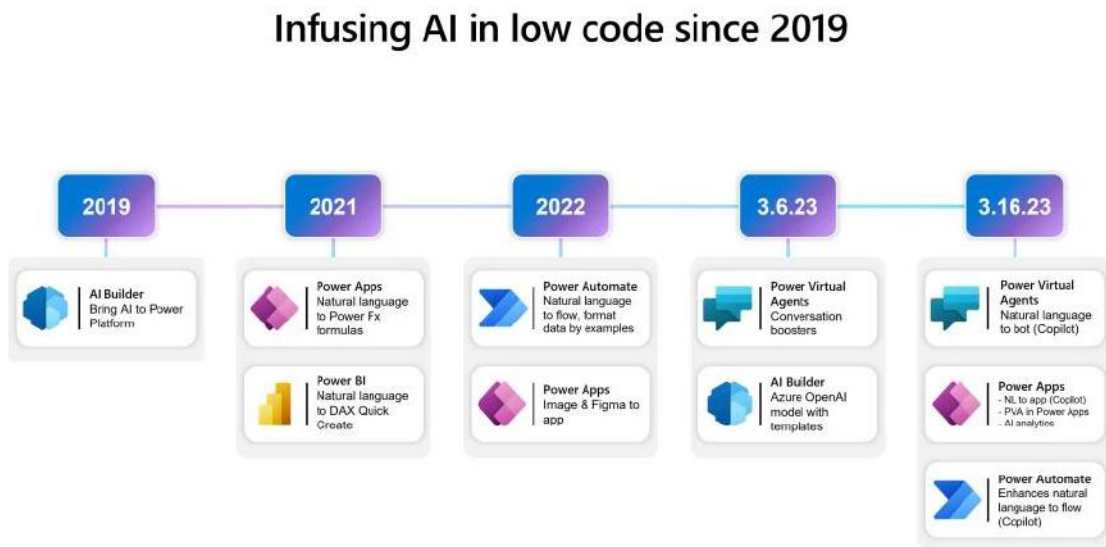 Infusing AI in low code since 2019
2019
2021
2022
3.6.23
3.16.23
AI Builder
Bring AI to Power
Platform
Power Apps
Natural language
to Power Fx
formulas
Power BI
Natural language
to DAX Quick
Create
Power Automate
Natural language
to flow, format
data by examples
Power Apps
Image & Figma to
app
Power Virtual
Agents
Conversation
boosters
AI Builder
Azure OpenAI
model with
templates
Power Virtual
Agents
Natural language
to bot (Copilot)
Power Apps
- NL to app (Copilot)
- PVA in Power Apps
- AI analytics
Power Automate
Enhances natural
language to flow
(Copilot)